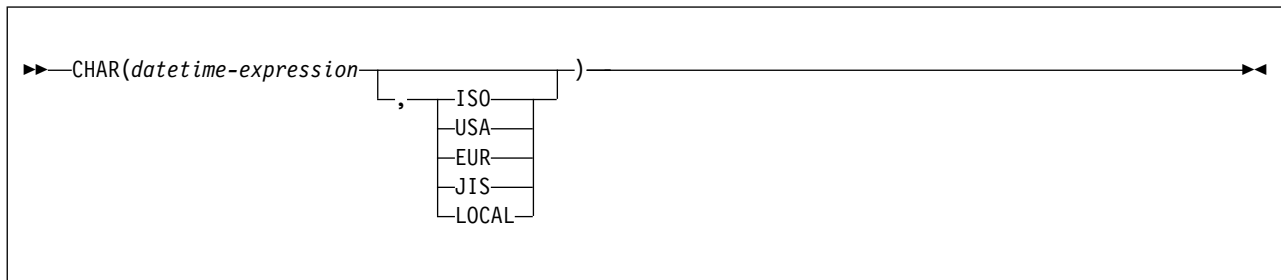 CHAR(datetime-expression )
, ISO
USA
EUR
JIS
LOCAL